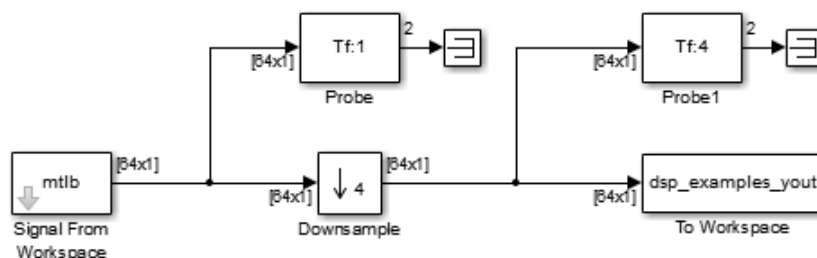 Tf:1
2
[64x1]
Probe
Tf:4
2
[64x1]
Probe1
mtlb
[64x1]
Signal From
Workspace
[64x1]
4
[64x1]
Downsample
[64x1]
dsp_examples_yout
To Workspace